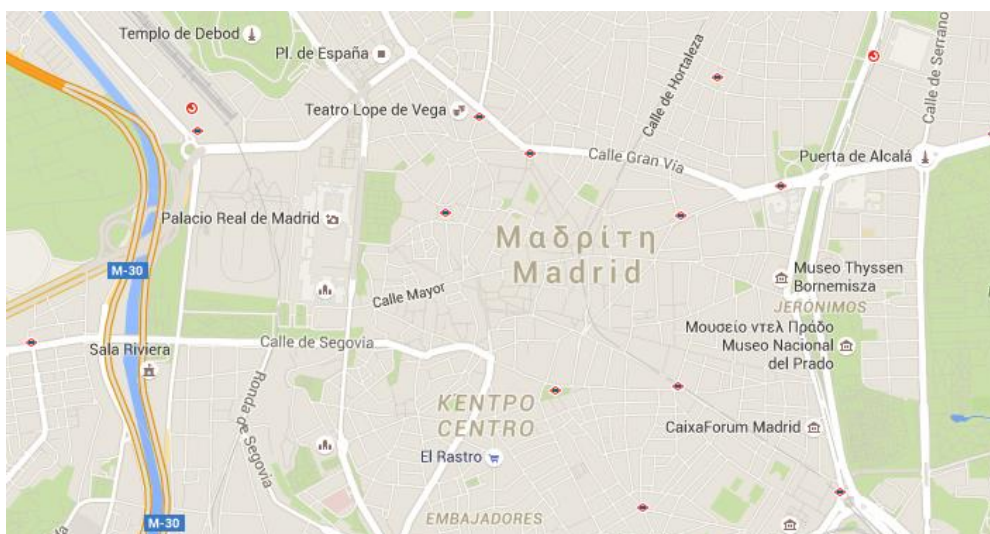 Templo de Debod
Pl. de España
Teatro Lope de Vega
Calle de Hortaleza
Calle de Serrano
Calle Gran Vía
Puerta de Alcalá
Palacio Real de Madrid
Μαδρίτη
Madrid
M-30
Museo Thyssen
Bornemisza
JERÓNIMOS
Calle Mayor
Μουσείο ντελ Πράδο
Museo Nacional
del Prado
Calle de Segovia
Sala Riviera
Ronda de Segovia
ΚΕΝΤΡΟ
CENTRO
CaixaForum Madrid
El Rastro
EMBAJADORES
M-30